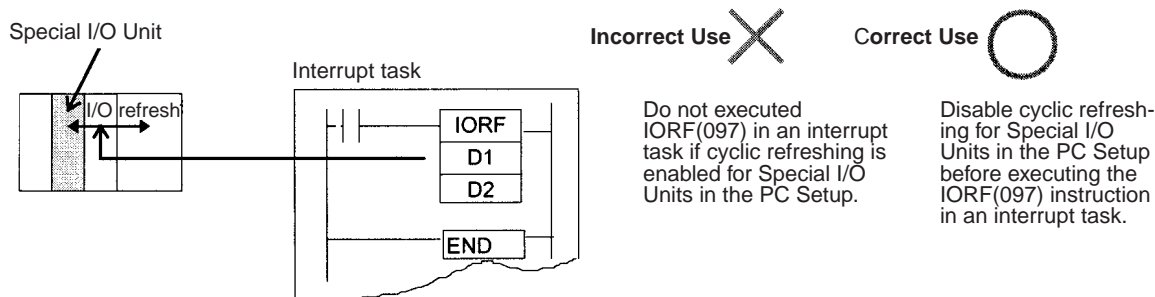 Special I/O Unit
I/O refresh
Interrupt task
IORF
D1
D2
END
Incorrect Use
Correct Use
Do not executed
IORF(097) in an interrupt
task if cyclic refreshing is
enabled for Special I/O
Units in the PC Setup.
Disable cyclic refresh-
ing for Special I/O
Units in the PC Setup
before executing the
IORF(097) instruction
in an interrupt task.